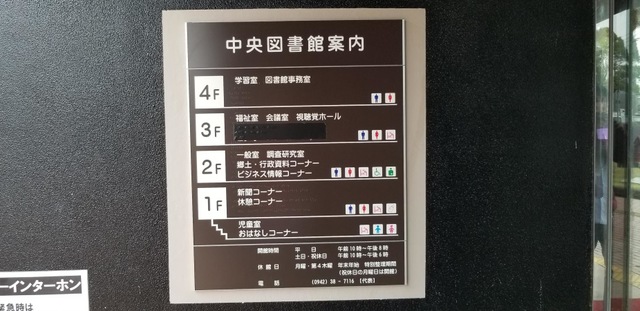 中央図書館案内
4F
学習室 図書館事務室
3F
福祉室 会議室 視聴覚ホール
2F
一般室 調査研究室
郷土・行政資料コーナー
ビジネス情報コーナー
1F
新聞コーナー
休憩コーナー
児童室
おはなしコーナー
開館時間 平日 午前10時〜午後8時
土日・祝休日 午前10時〜午後6時
休館日 月曜・第4木曜 年末年始 特別整理期間
(祝休日の月曜日は開館)
電話 (0942)38-7116 (代表)
ーインターホン
緊急時は